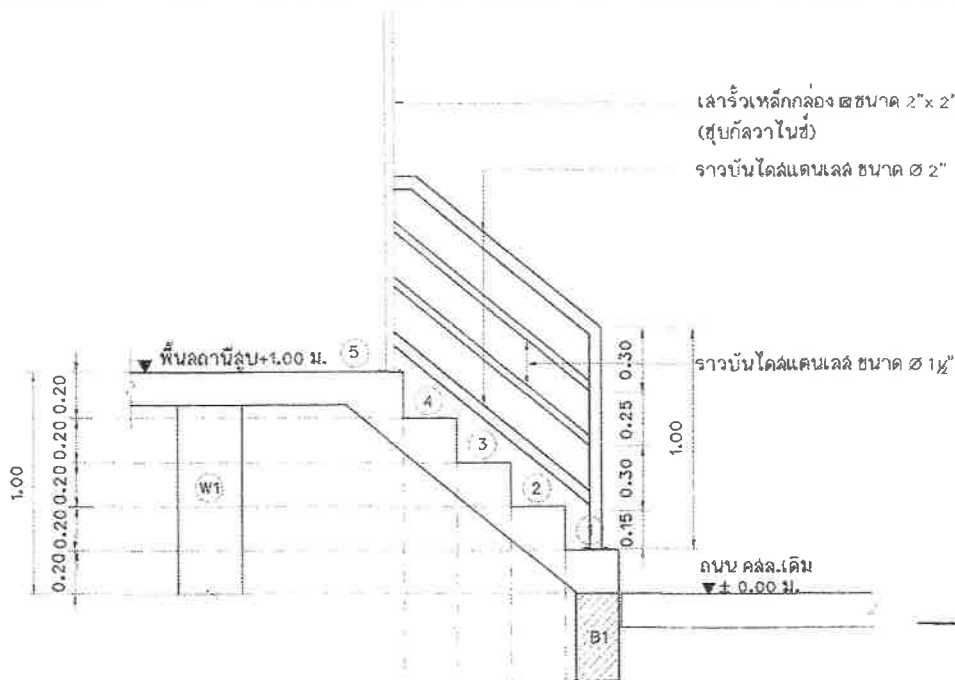 เสารั้วเหล็กกล่อง ขนาด 2"x 2"
(ชุบกัลวาไนซ์)
ราวบันไดสแตนเลส ขนาด Ø 2"
พื้นสถานีสูบ+1.00 ม.
5
ราวบันไดสแตนเลส ขนาด Ø 1½"
4
3
2
W1
B1
1.00
0.20
0.20
0.20
0.20
0.20
0.30
0.25
0.30
0.15
1.00
ถนน คสล.เดิม
± 0.00 ม.